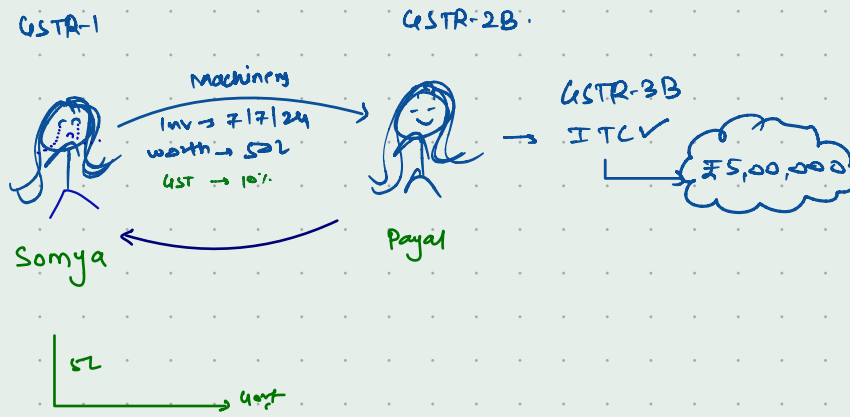 GSTR-1
GSTR-2B.
Machinery
Inv → 7/7/24
worth → 50L
GST → 10%
GSTR-3B
→ ITC ✓
₹5,00,000
Somya
Payal
5L
Govt